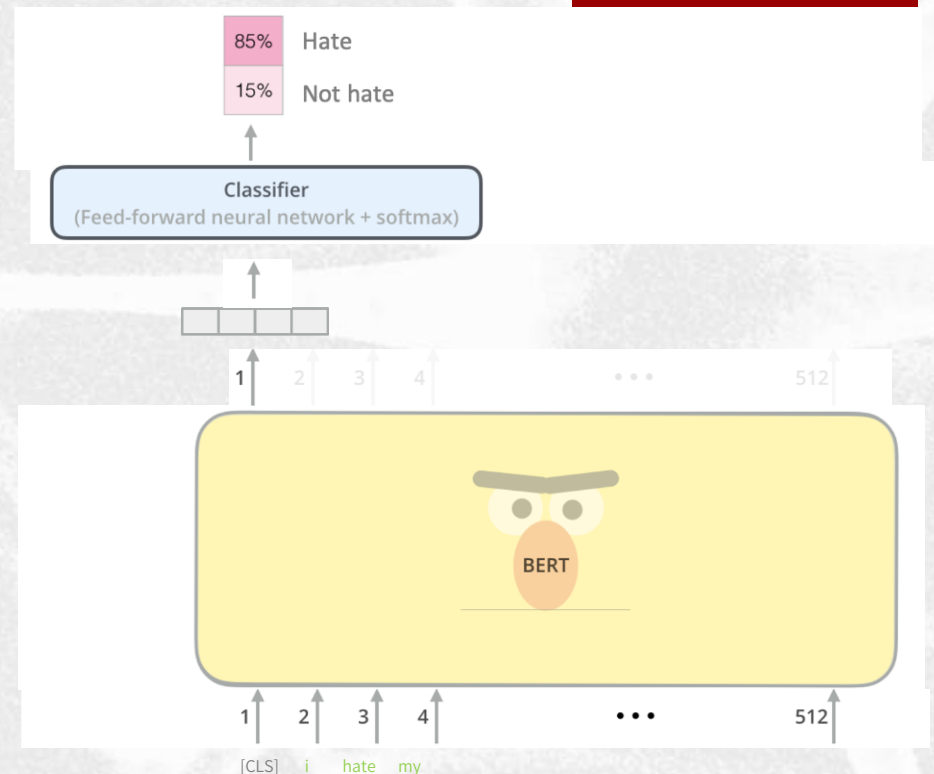 85% Hate
15% Not hate
Classifier
(Feed-forward neural network + softmax)
1 2 3 4 ••• 512
BERT
1 2 3 4 ••• 512
[CLS] i hate my